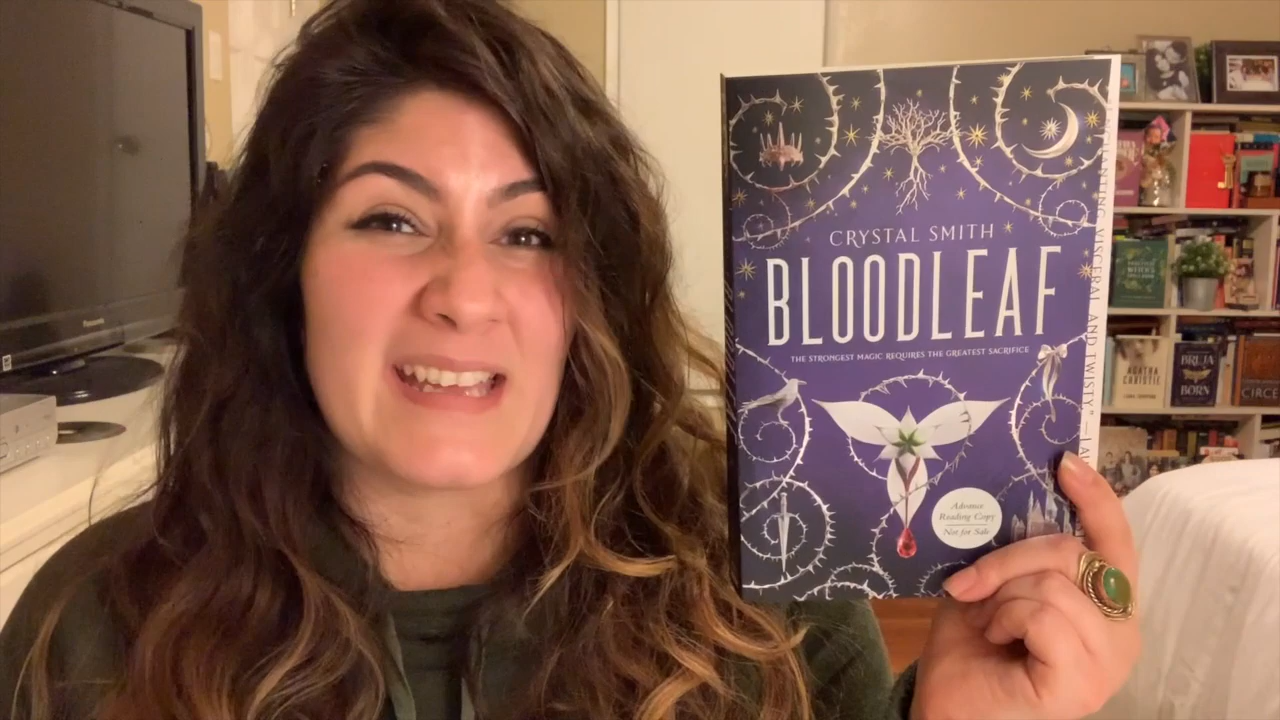 CRYSTAL SMITH
BLOODLEAF
THE STRONGEST MAGIC REQUIRES THE GREATEST SACRIFICE
Advance
Reading Copy
Not for Sale
ENCHANTING, VISCERAL, AND TWISTY."
Panasonic
AGATHA
CHRISTIE
BRUJA
BORN
CIRCE